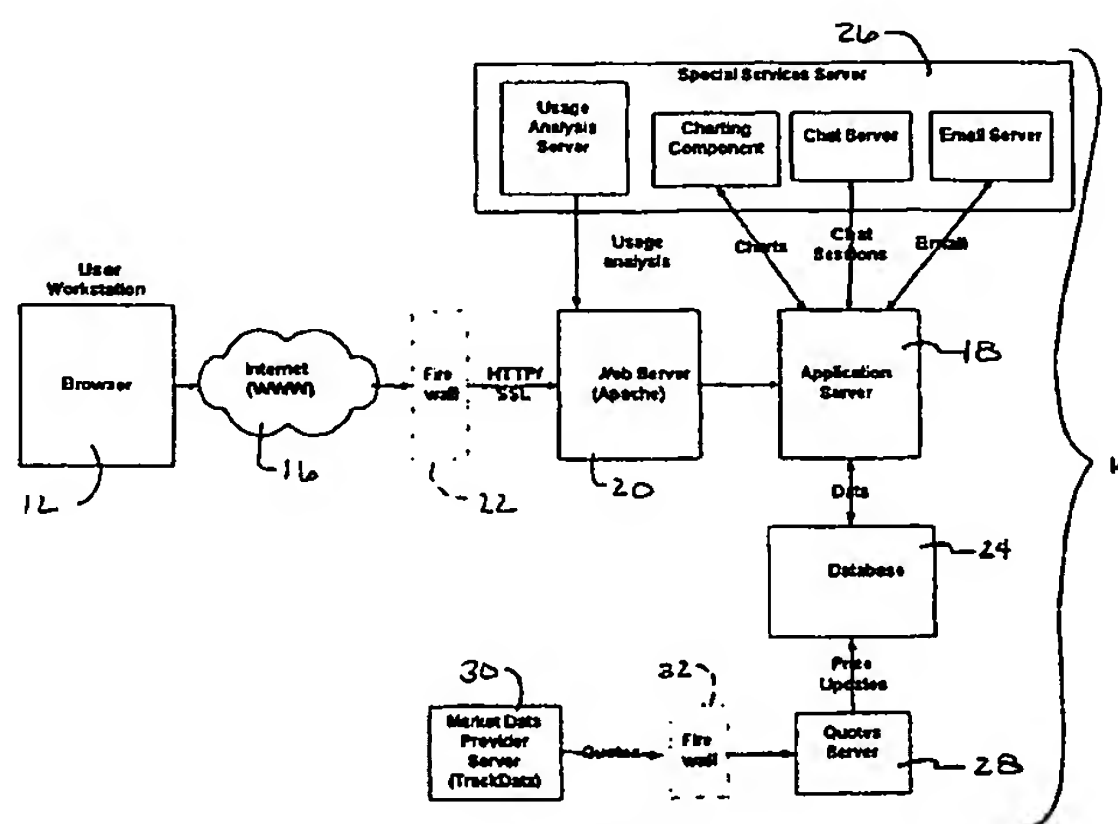 26
Special Services Server
Usage
Analysis
Server
Charting
Component
Chat Server
Email Server
Usage
analysis
Charts
Chat
Sessions
Email
User
Workstation
Browser
12
Internet
(WWW)
16
Fire
wall
22
HTTP/
SSL
Web Server
(Apache)
20
Application
Server
18
Data
Database
24
Price
Updates
30
Market Data
Provider
Server
(TrackData)
Quotes
32
Fire
wall
Quotes
Server
28